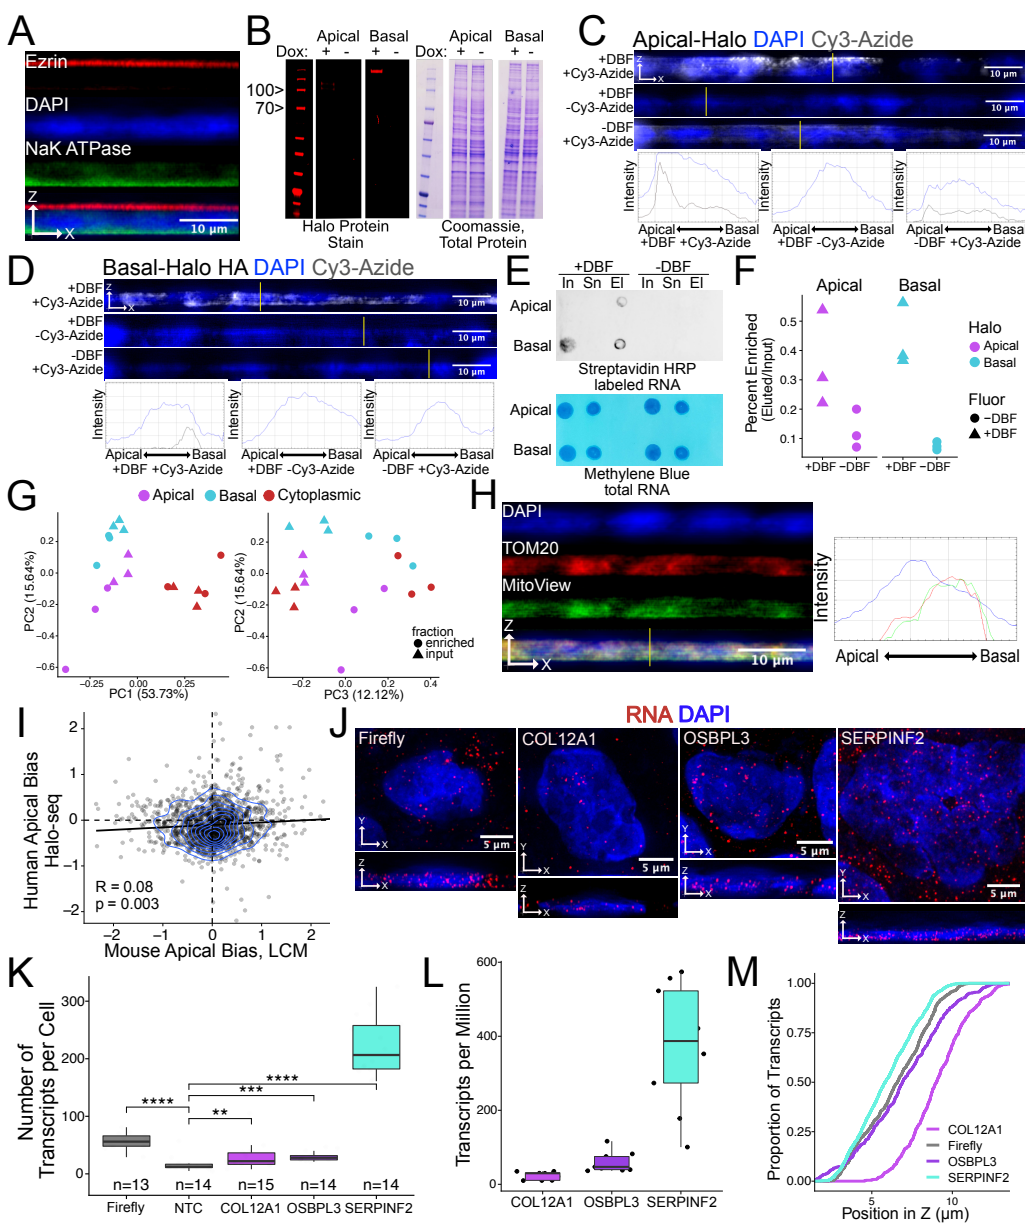 A
Ezrin
DAPI
NaK ATPase
Z
X
10 μm
B
Apical Basal Apical Basal
Dox: + - + - Dox: + - + -
100>
70>
Halo Protein Stain
Coomassie, Total Protein
C
Apical-Halo DAPI Cy3-Azide
+DBF
+Cy3-Azide
Z
X
10 μm
+DBF
-Cy3-Azide
10 μm
-DBF
+Cy3-Azide
10 μm
Intensity
Apical Basal
+DBF +Cy3-Azide
Intensity
Apical Basal
+DBF -Cy3-Azide
Intensity
Apical Basal
-DBF +Cy3-Azide
D
Basal-Halo HA DAPI Cy3-Azide
+DBF
+Cy3-Azide
Z
X
10 μm
+DBF
-Cy3-Azide
10 μm
-DBF
+Cy3-Azide
10 μm
Intensity
Apical Basal
+DBF +Cy3-Azide
Intensity
Apical Basal
+DBF -Cy3-Azide
Intensity
Apical Basal
-DBF +Cy3-Azide
E
+DBF -DBF
In Sn El In Sn El
Apical
Basal
Streptavidin HRP
labeled RNA
Apical
Basal
Methylene Blue
total RNA
F
Apical Basal
Percent Enriched
(Eluted/Input)
0.5
0.4
0.3
0.2
0.1
+DBF -DBF +DBF -DBF
Halo
Apical
Basal
Fluor
-DBF
+DBF
G
Apical Basal Cytoplasmic
PC2 (15.64%)
0.2
0.0
-0.2
-0.4
-0.6
-0.25 0.00 0.25
PC1 (53.73%)
PC2 (15.64%)
0.4
0.2
0.0
-0.2
-0.4
-0.6
-0.2 0.0 0.2 0.4
PC3 (12.12%)
fraction
enriched
input
H
DAPI
TOM20
MitoView
Z
X
10 μm
Intensity
Apical Basal
I
Human Apical Bias
Halo-seq
2
1
0
-1
-2
R = 0.08
p = 0.003
-2 -1 0 1 2
Mouse Apical Bias, LCM
J
RNA DAPI
Firefly
Y
X
5 μm
Z
X
COL12A1
Y
X
5 μm
Z
X
OSBPL3
Y
X
5 μm
Z
X
SERPINF2
Y
X
5 μm
Z
X
K
Number of
Transcripts per Cell
300
200
100
0
****
***
**
****
n=13 n=14 n=15 n=14 n=14
Firefly NTC COL12A1 OSBPL3 SERPINF2
L
Transcripts per Million
600
400
200
0
COL12A1 OSBPL3 SERPINF2
M
Proportion of Transcripts
1.00
0.75
0.50
0.25
0.00
5 10
Position in Z (μm)
COL12A1
Firefly
OSBPL3
SERPINF2